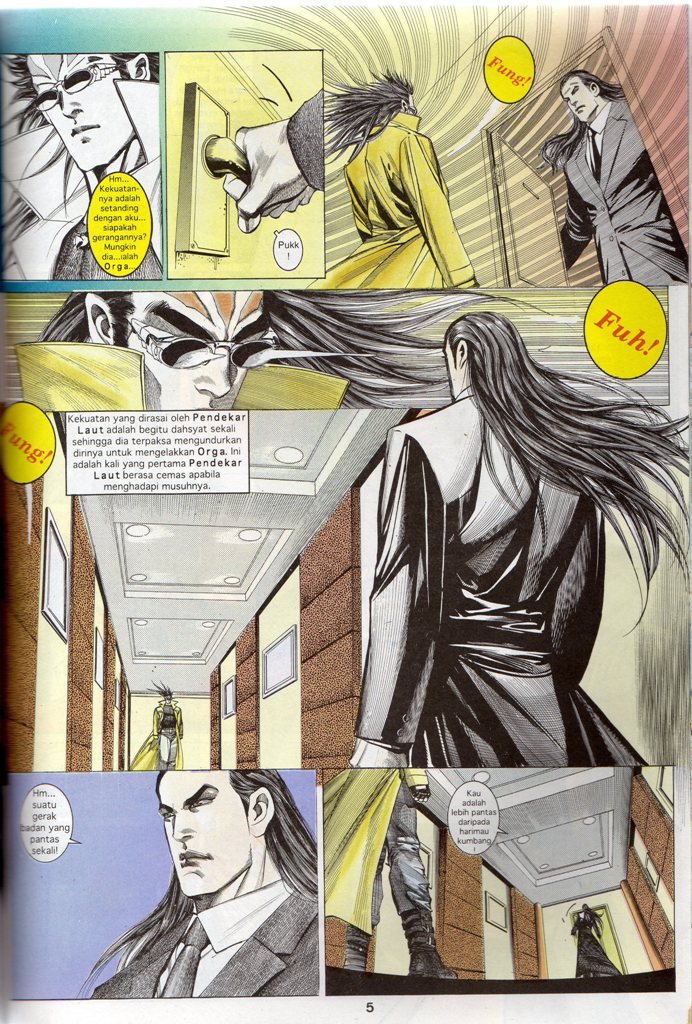 Hm...
Kekuatan-
nya adalah
setanding
dengan aku...
siapakah
gerangannya?
Mungkin
dia...ialah
Orga...
Pukk
!
Fung!
Fuh!
Fung!
Kekuatan yang dirasai oleh Pendekar
Laut adalah begitu dahsyat sekali
sehingga dia terpaksa mengundurkan
dirinya untuk mengelakkan Orga. Ini
adalah kali yang pertama Pendekar
Laut berasa cemas apabila
menghadapi musuhnya.
Hm...
suatu
gerak
badan yang
pantas
sekali!
Kau
adalah
lebih pantas
daripada
harimau
kumbang.
5